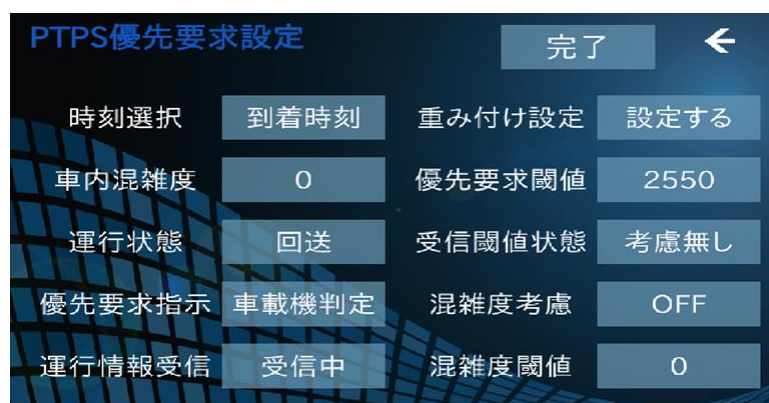 PTPS優先要求設定 完了 ←
時刻選択 到着時刻 重み付け設定 設定する
車内混雑度 0 優先要求閾値 2550
運行状態 回送 受信閾値状態 考慮無し
優先要求指示 車載機判定 混雑度考慮 OFF
運行情報受信 受信中 混雑度閾値 0